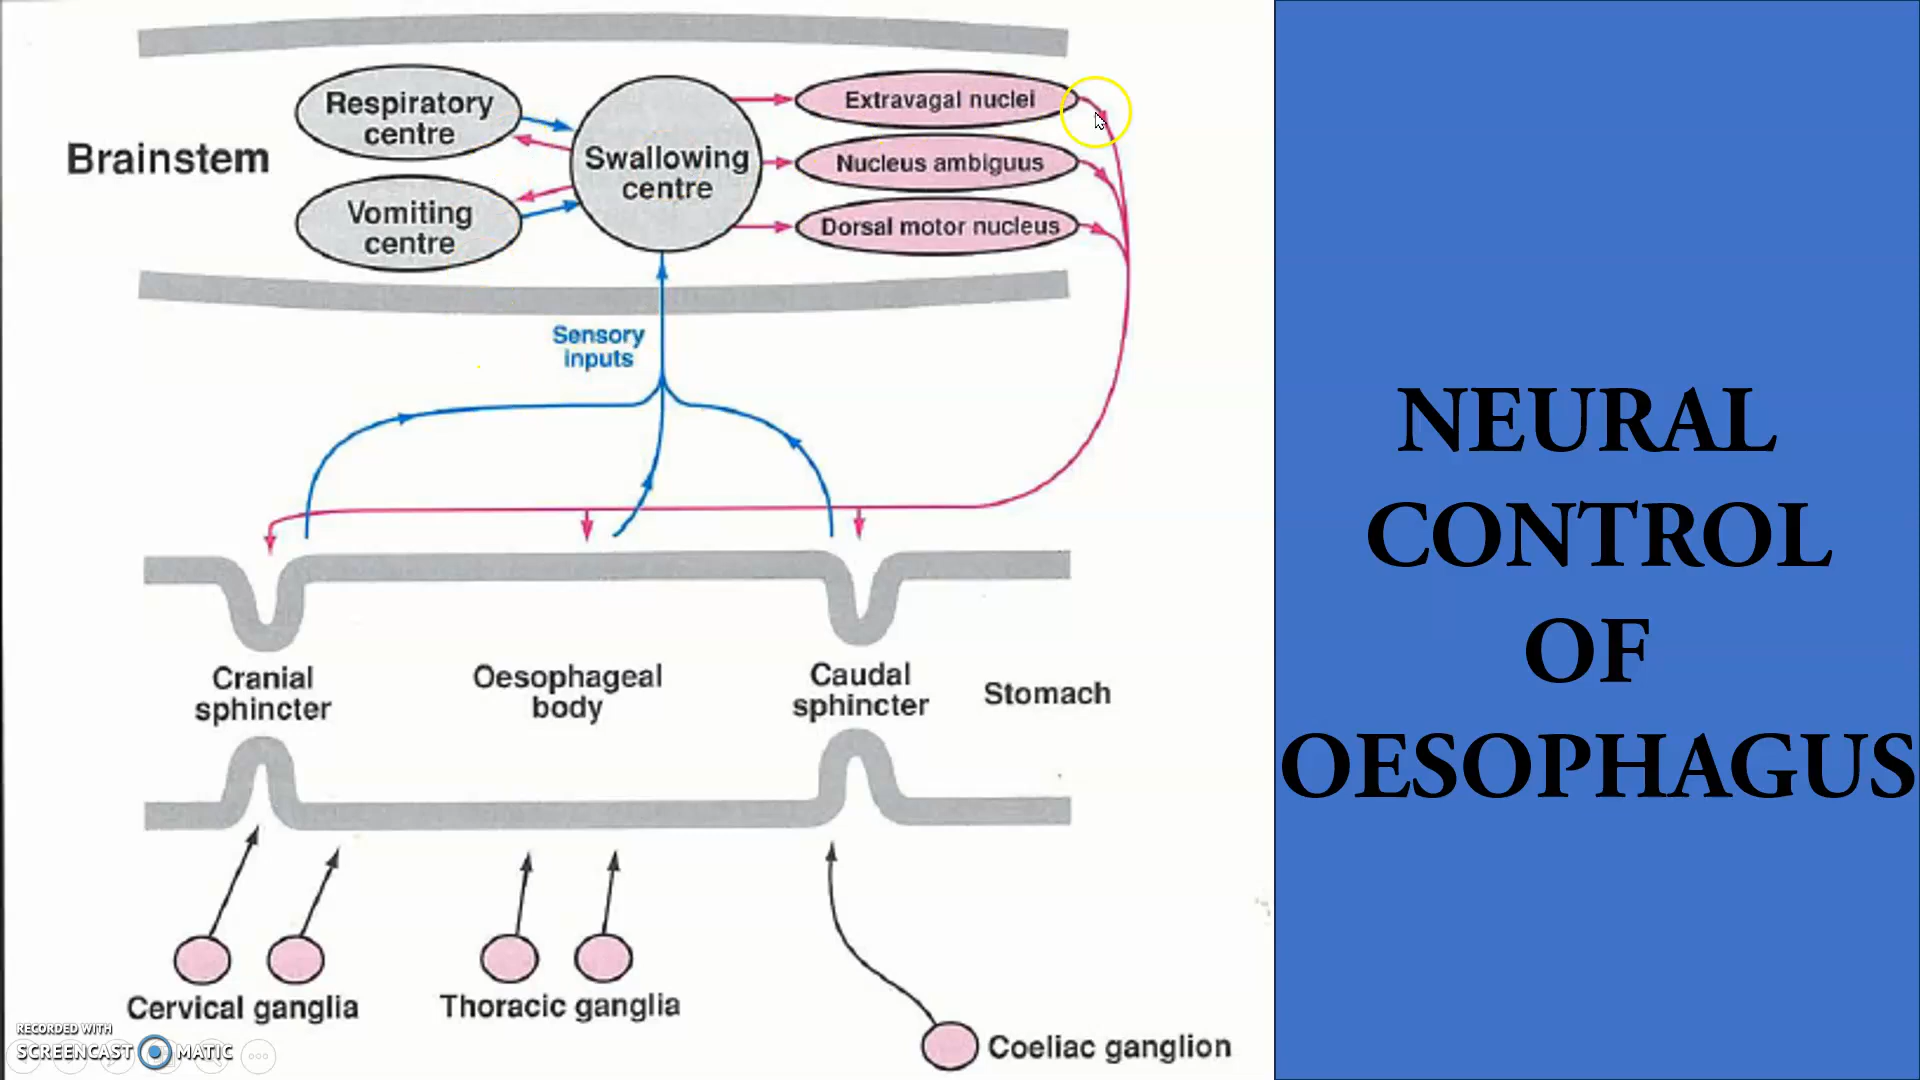 Respiratory
centre
Vomiting
centre
Brainstem
Swallowing
centre
Extravagal nuclei
Nucleus ambiguus
Dorsal motor nucleus
Sensory
inputs
Cranial
sphincter
Oesophageal
body
Caudal
sphincter
Stomach
Cervical ganglia
Thoracic ganglia
Coeliac ganglion
NEURAL
CONTROL
OF
OESOPHAGUS
RECORDED WITH
SCREENCAST MATIC